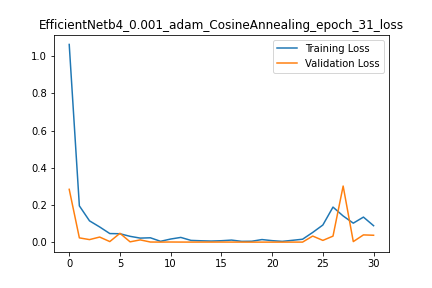 EfficientNetb4_0.001_adam_CosineAnnealing_epoch_31_loss
Training Loss
Validation Loss
1.0
0.8
0.6
0.4
0.2
0.0
0 5 10 15 20 25 30